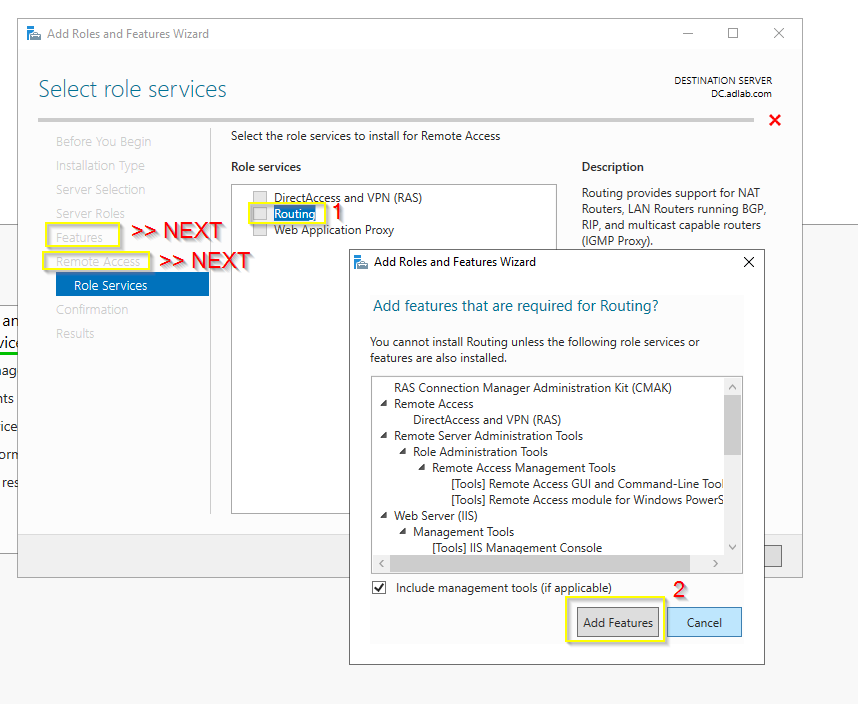 Add Roles and Features Wizard
Select role services
DESTINATION SERVER
DC.adlab.com
Before You Begin
Installation Type
Server Selection
Server Roles
Features
>> NEXT
Remote Access
>> NEXT
Role Services
Confirmation
Results
Select the role services to install for Remote Access
Role services
DirectAccess and VPN (RAS)
Routing
1
Web Application Proxy
Description
Routing provides support for NAT
Routers, LAN Routers running BGP,
RIP, and multicast capable routers
(IGMP Proxy).
Add Roles and Features Wizard
Add features that are required for Routing?
You cannot install Routing unless the following role services or
features are also installed.
RAS Connection Manager Administration Kit (CMAK)
Remote Access
DirectAccess and VPN (RAS)
Remote Server Administration Tools
Role Administration Tools
Remote Access Management Tools
[Tools] Remote Access GUI and Command-Line Tool
[Tools] Remote Access module for Windows PowerS
Web Server (IIS)
Management Tools
[Tools] IIS Management Console
Include management tools (if applicable)
2
Add Features
Cancel